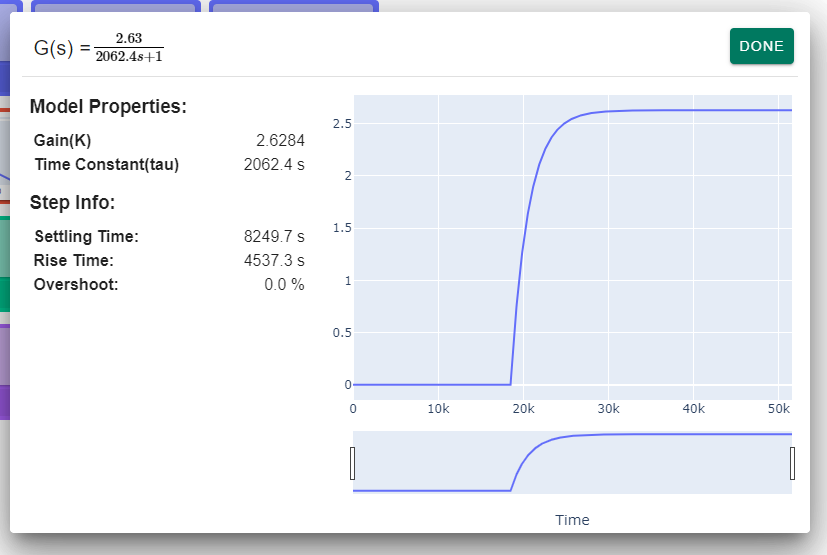 G(s) = 2.63 / 2062.4s+1
DONE
Model Properties:
Gain(K) 2.6284
Time Constant(tau) 2062.4 s
Step Info:
Settling Time: 8249.7 s
Rise Time: 4537.3 s
Overshoot: 0.0 %
2.5
2
1.5
1
0.5
0
0 10k 20k 30k 40k 50k
Time